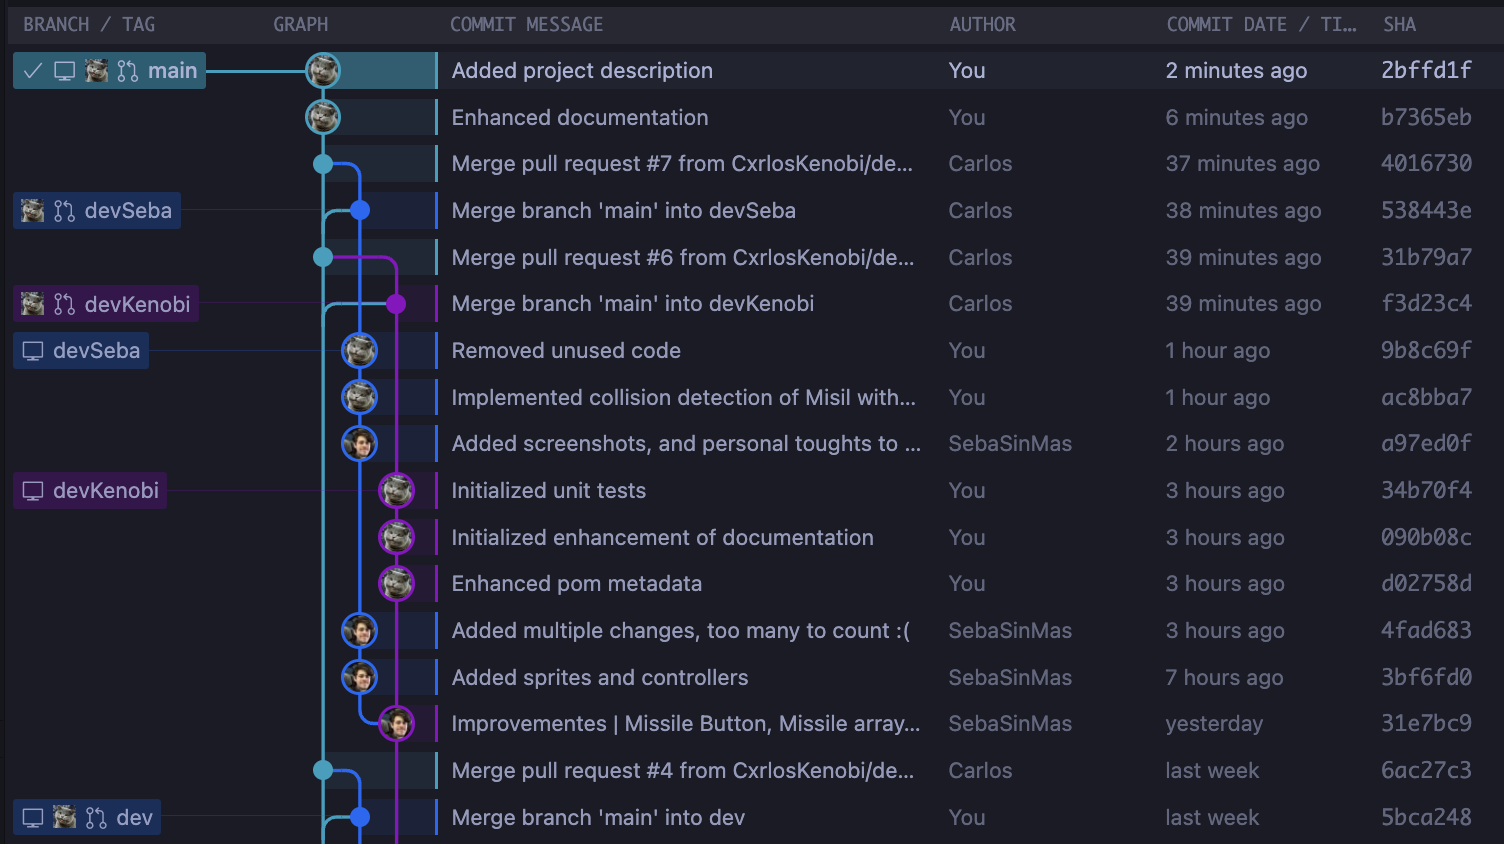 BRANCH / TAG GRAPH COMMIT MESSAGE AUTHOR COMMIT DATE / TI… SHA
main Added project description You 2 minutes ago 2bffd1f
Enhanced documentation You 6 minutes ago b7365eb
Merge pull request #7 from CxrlosKenobi/de… Carlos 37 minutes ago 4016730
devSeba Merge branch 'main' into devSeba Carlos 38 minutes ago 538443e
Merge pull request #6 from CxrlosKenobi/de… Carlos 39 minutes ago 31b79a7
devKenobi Merge branch 'main' into devKenobi Carlos 39 minutes ago f3d23c4
devSeba Removed unused code You 1 hour ago 9b8c69f
Implemented collision detection of Misil with… You 1 hour ago ac8bba7
Added screenshots, and personal toughts to … SebaSinMas 2 hours ago a97ed0f
devKenobi Initialized unit tests You 3 hours ago 34b70f4
Initialized enhancement of documentation You 3 hours ago 090b08c
Enhanced pom metadata You 3 hours ago d02758d
Added multiple changes, too many to count :( SebaSinMas 3 hours ago 4fad683
Added sprites and controllers SebaSinMas 7 hours ago 3bf6fd0
Improvementes | Missile Button, Missile array… SebaSinMas yesterday 31e7bc9
Merge pull request #4 from CxrlosKenobi/de… Carlos last week 6ac27c3
dev Merge branch 'main' into dev You last week 5bca248